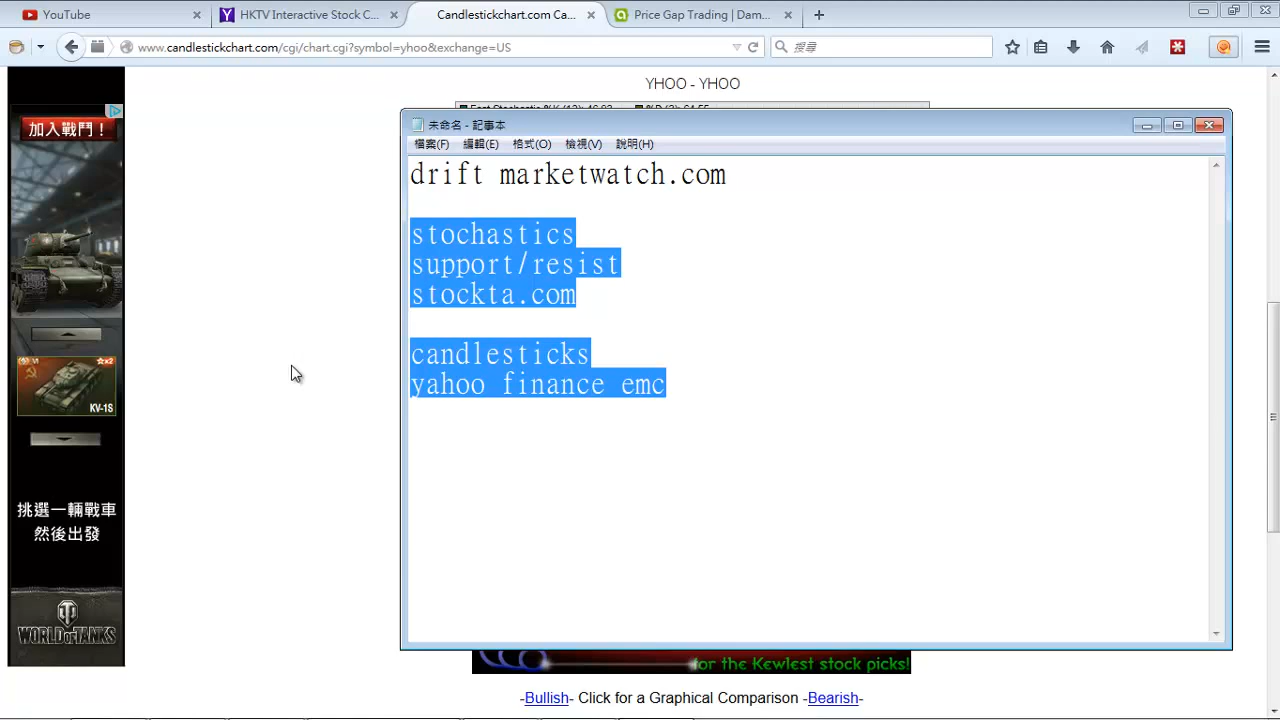 YouTube
HKTV Interactive Stock C...
Candlestickchart.com Ca...
Price Gap Trading | Dam...
www.candlestickchart.com/cgi/chart.cgi?symbol=yhoo&exchange=US
搜尋
YHOO - YHOO
加入戰鬥！
未命名 - 記事本
檔案(F) 編輯(E) 格式(O) 檢視(V) 說明(H)
drift marketwatch.com
stochastics
support/resist
stockta.com
candlesticks
yahoo finance emc
VI
x2
KV-1S
挑選一輛戰車
然後出發
WORLD OF TANKS
for the Kewlest stock picks!
-Bullish- Click for a Graphical Comparison -Bearish-